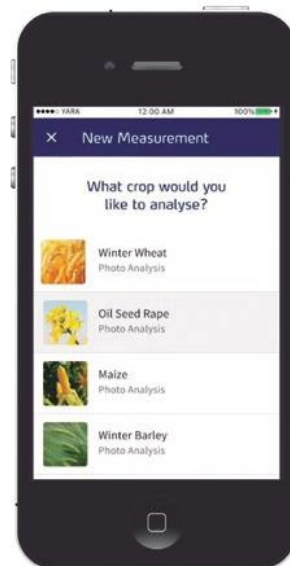 YARA 12:00 AM 100%
× New Measurement
What crop would you
like to analyse?
Winter Wheat
Photo Analysis
Oil Seed Rape
Photo Analysis
Maize
Photo Analysis
Winter Barley
Photo Analysis